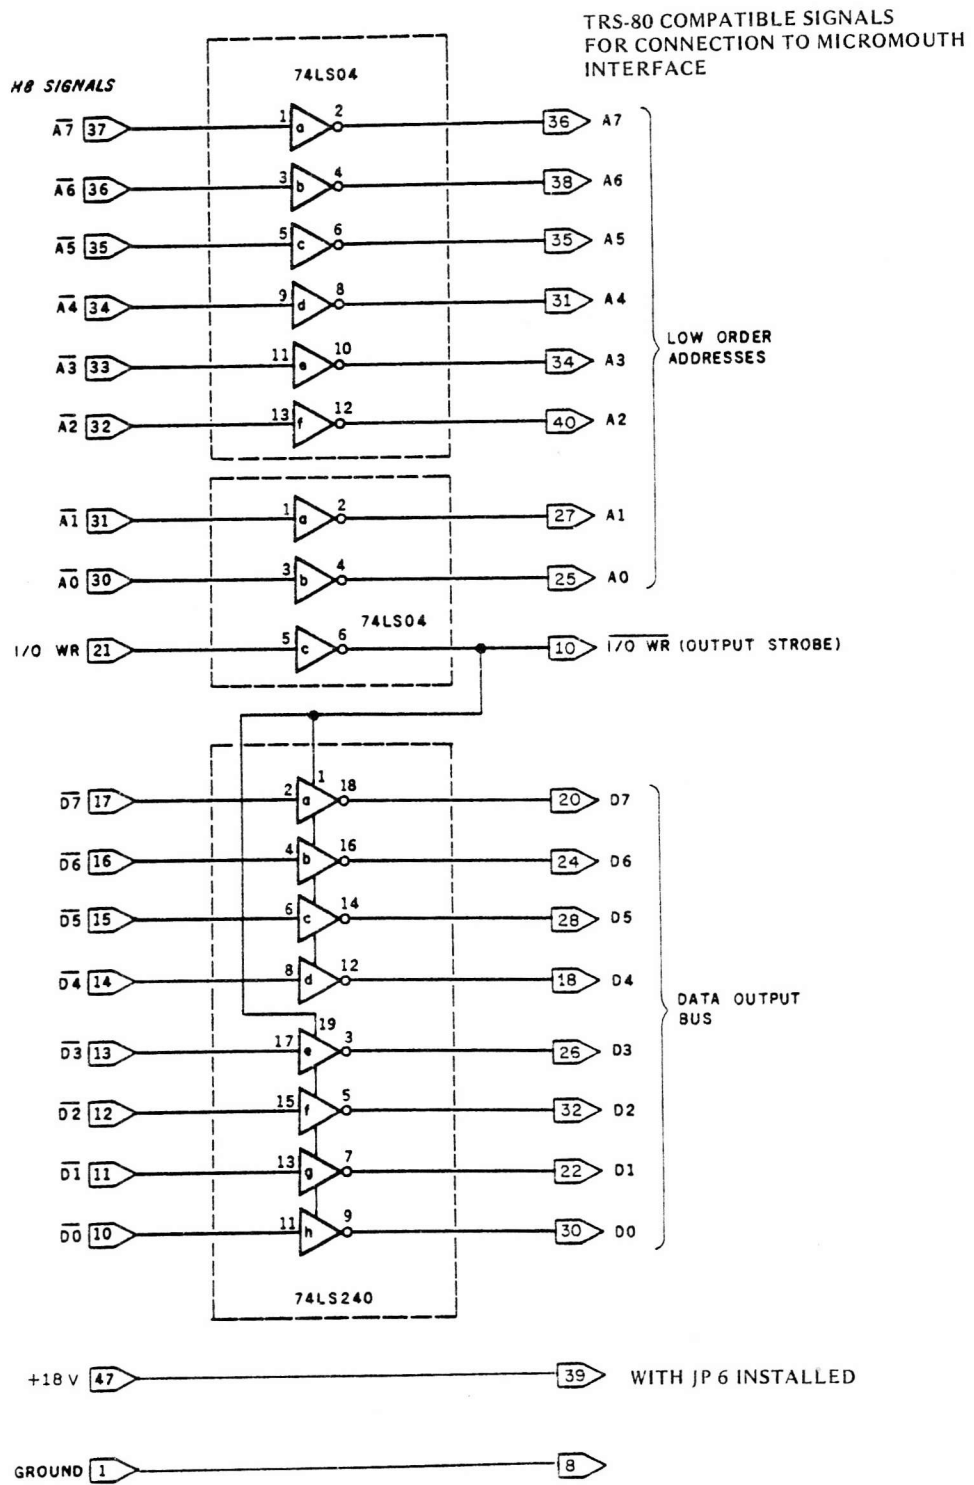 TRS-80 COMPATIBLE SIGNALS
FOR CONNECTION TO MICROMOUTH
INTERFACE
H8 SIGNALS
74LS04
A7 37 1 a 2 36 A7
A6 36 3 b 4 38 A6
A5 35 5 c 6 35 A5
A4 34 9 d 8 31 A4
A3 33 11 e 10 34 A3
A2 32 13 f 12 40 A2
LOW ORDER
ADDRESSES
A1 31 1 a 2 27 A1
A0 30 3 b 4 25 A0
74LS04
I/O WR 21 5 c 6 10 I/O WR (OUTPUT STROBE)
1
D7 17 2 a 18 20 D7
D6 16 4 b 16 24 D6
D5 15 6 c 14 28 D5
D4 14 8 d 12 18 D4
DATA OUTPUT
BUS
19
D3 13 17 e 3 26 D3
D2 12 15 f 5 32 D2
D1 11 13 g 7 22 D1
D0 10 11 h 9 30 D0
74LS240
+18 V 47 39 WITH JP 6 INSTALLED
GROUND 1 8